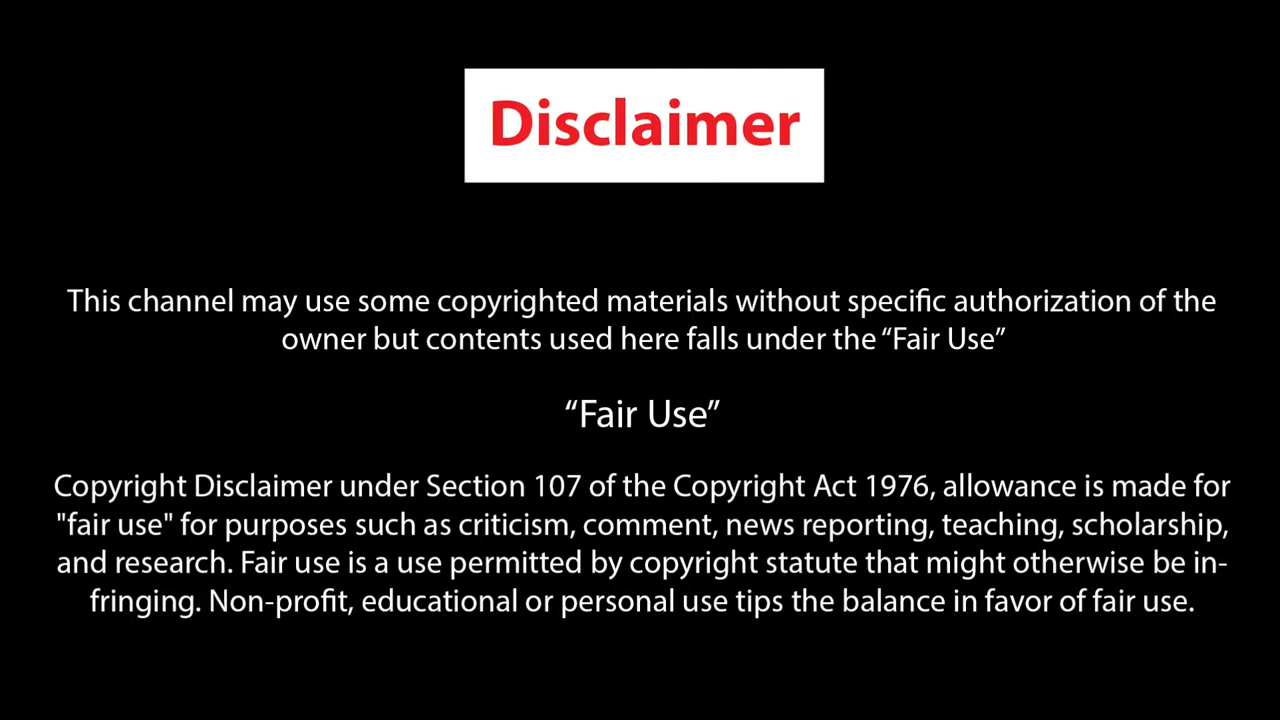 Disclaimer
This channel may use some copyrighted materials without specific authorization of the
owner but contents used here falls under the “Fair Use”
“Fair Use”
Copyright Disclaimer under Section 107 of the Copyright Act 1976, allowance is made for
"fair use" for purposes such as criticism, comment, news reporting, teaching, scholarship,
and research. Fair use is a use permitted by copyright statute that might otherwise be in-
fringing. Non-profit, educational or personal use tips the balance in favor of fair use.